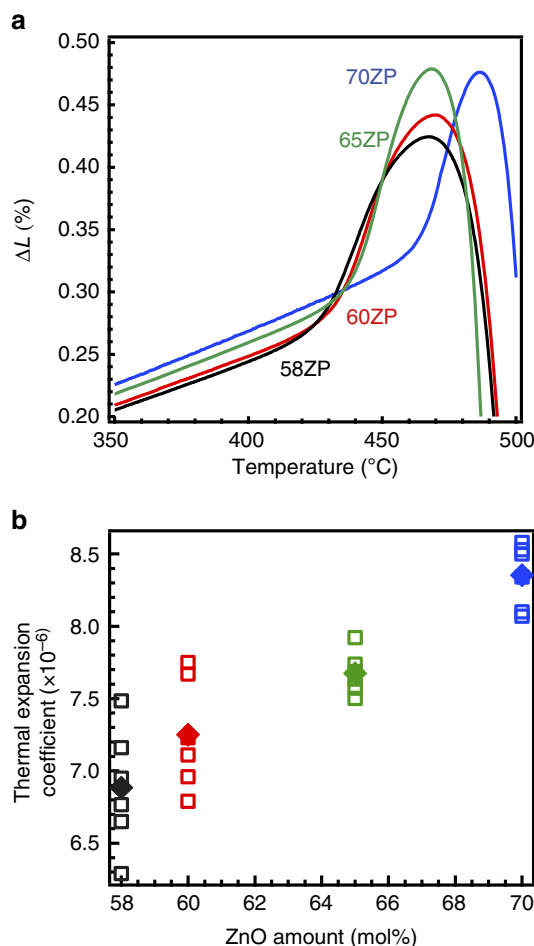 a
0.50
0.45
0.40
0.35
0.30
0.25
0.20
ΔL (%)
70ZP
65ZP
60ZP
58ZP
350
400
450
500
Temperature (°C)
b
8.5
8.0
7.5
7.0
6.5
Thermal expansion
coefficient (×10⁻⁶)
58
60
62
64
66
68
70
ZnO amount (mol%)